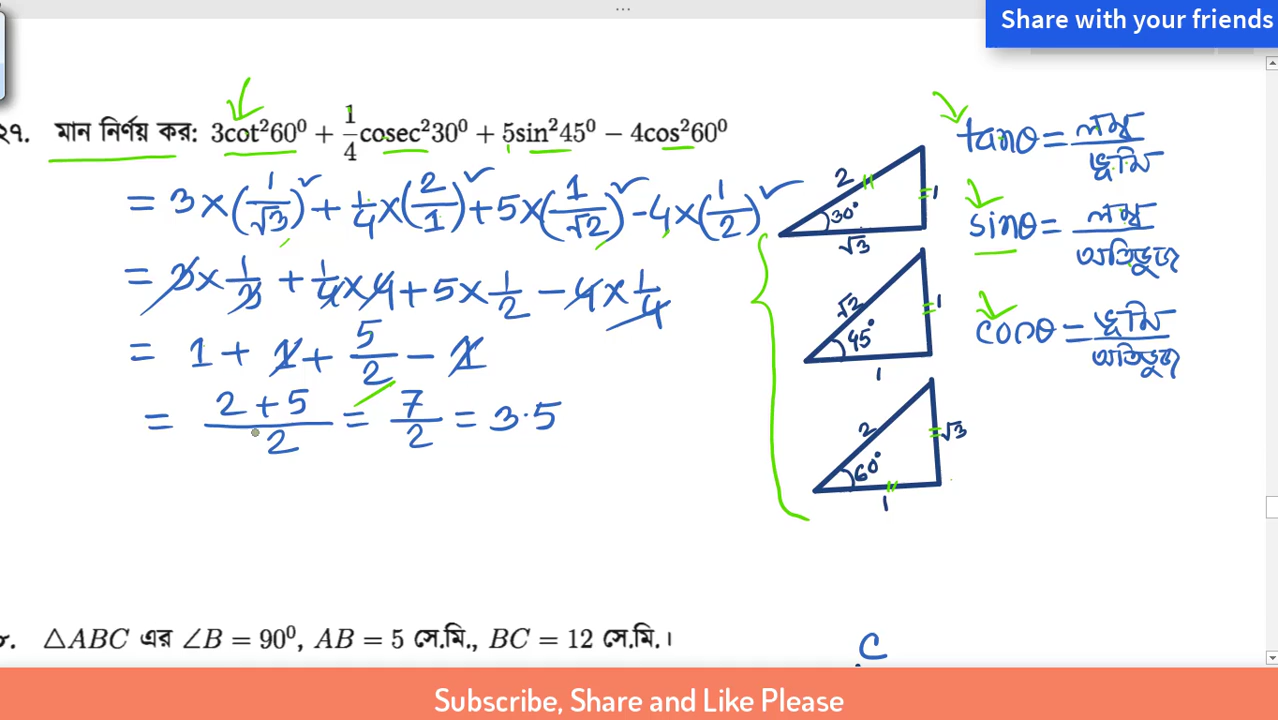 Share with your friends
২৭. মান নির্ণয় কর: 3cot²60⁰ + 1/4 cosec²30⁰ + 5sin²45⁰ − 4cos²60⁰
= 3 × (1/√3)² + 1/4 × (2/1)² + 5 × (1/√2)² − 4 × (1/2)²
= 3 × 1/3 + 1/4 × 4 + 5 × 1/2 − 4 × 1/4
= 1 + 1 + 5/2 − 1
= (2 + 5)/2 = 7/2 = 3.5
2 1
30°
√3
√2 1
45°
1
2 √3
60°
1
tanθ = লম্ব/ভূমি
sinθ = লম্ব/অতিভুজ
cosθ = ভূমি/অতিভুজ
৮. △ABC এর ∠B = 90⁰, AB = 5 সে.মি., BC = 12 সে.মি.।
C
Subscribe, Share and Like Please